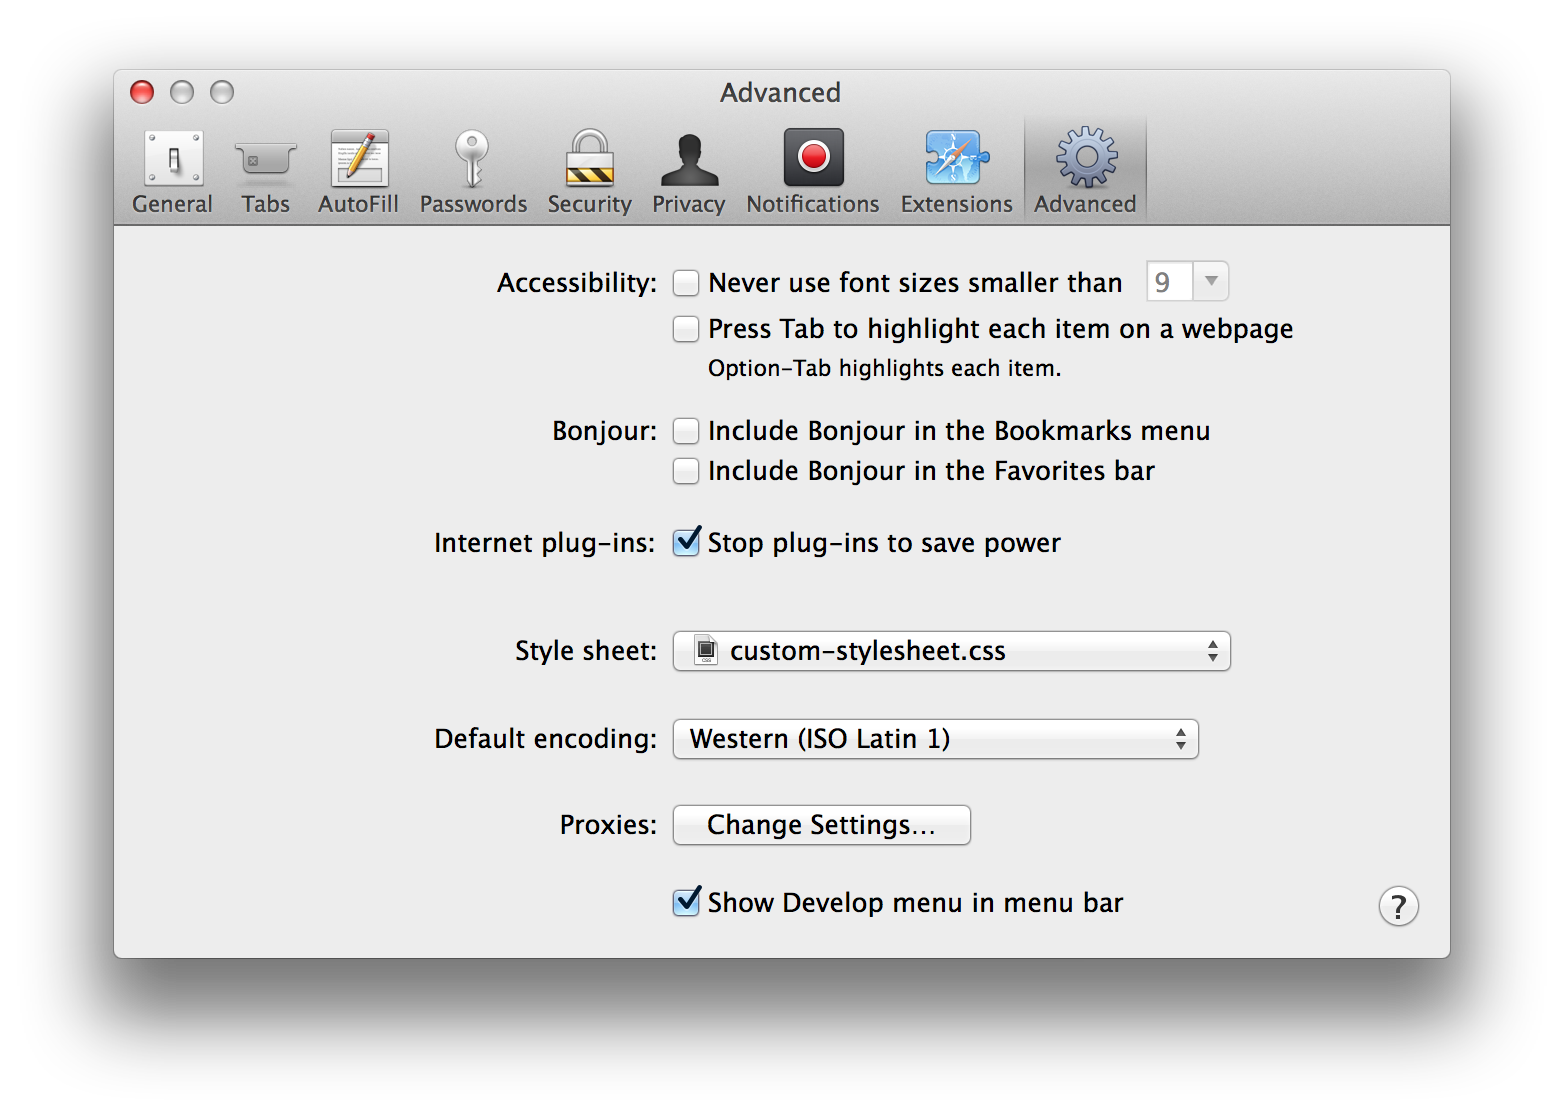 Advanced
General Tabs AutoFill Passwords Security Privacy Notifications Extensions Advanced
Accessibility: Never use font sizes smaller than 9
Press Tab to highlight each item on a webpage
Option-Tab highlights each item.
Bonjour: Include Bonjour in the Bookmarks menu
Include Bonjour in the Favorites bar
Internet plug-ins: Stop plug-ins to save power
Style sheet: CSS custom-stylesheet.css
Default encoding: Western (ISO Latin 1)
Proxies: Change Settings...
Show Develop menu in menu bar ?